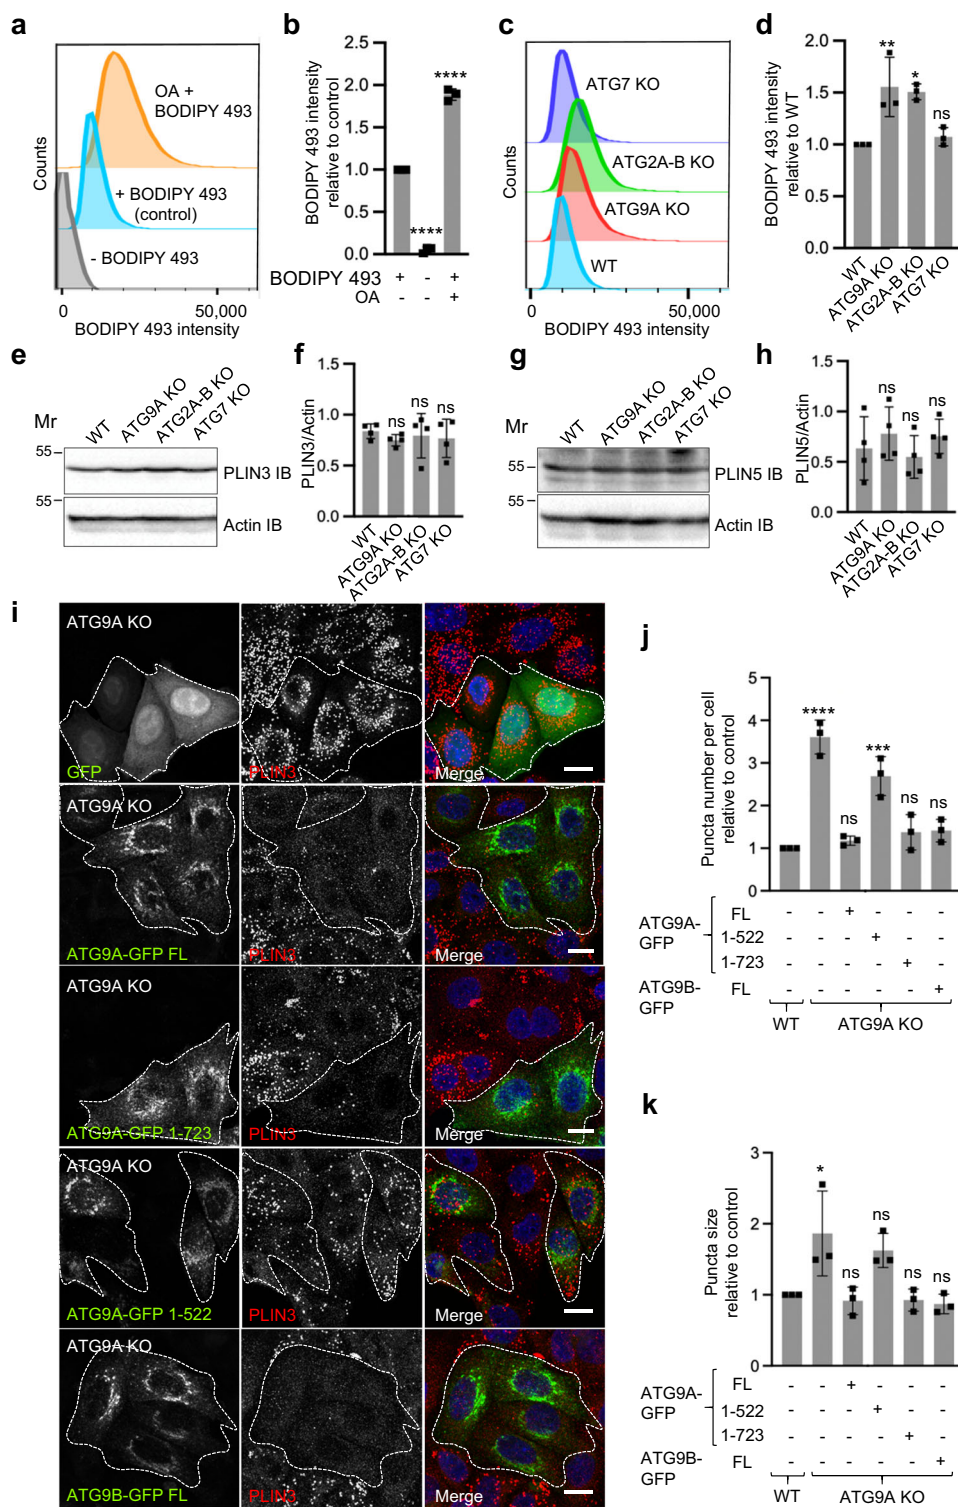 a
Counts
OA +
BODIPY 493
+ BODIPY 493
(control)
- BODIPY 493
0
50,000
BODIPY 493 intensity
b
BODIPY 493 intensity
relative to control
2.5
2.0
1.5
1.0
0.5
0.0
****
****
BODIPY 493 + - +
OA - - +
c
Counts
ATG7 KO
ATG2A-B KO
ATG9A KO
WT
0
50,000
BODIPY 493 intensity
d
BODIPY 493 intensity
relative to WT
2.0
1.5
1.0
0.5
0.0
**
*
ns
WT
ATG9A KO
ATG2A-B KO
ATG7 KO
e
Mr
WT
ATG9A KO
ATG2A-B KO
ATG7 KO
55
PLIN3 IB
55
Actin IB
f
PLIN3/Actin
1.5
1.0
0.5
0.0
ns
ns
ns
WT
ATG9A KO
ATG2A-B KO
ATG7 KO
g
Mr
WT
ATG9A KO
ATG2A-B KO
ATG7 KO
55
PLIN5 IB
55
Actin IB
h
PLIN5/Actin
1.5
1.0
0.5
0.0
ns
ns
ns
WT
ATG9A KO
ATG2A-B KO
ATG7 KO
i
ATG9A KO
GFP
PLIN3
Merge
ATG9A KO
ATG9A-GFP FL
PLIN3
Merge
ATG9A KO
ATG9A-GFP 1-723
PLIN3
Merge
ATG9A KO
ATG9A-GFP 1-522
PLIN3
Merge
ATG9A KO
ATG9B-GFP FL
PLIN3
Merge
j
Puncta number per cell
relative to control
5
4
3
2
1
0
****
ns
***
ns
ns
ATG9A-
GFP
FL - - + - - -
1-522 - - - + - -
1-723 - - - - + -
ATG9B-
GFP
FL - - - - - +
WT
ATG9A KO
k
Puncta size
relative to control
3
2
1
0
*
ns
ns
ns
ns
ATG9A-
GFP
FL - - + - - -
1-522 - - - + - -
1-723 - - - - + -
ATG9B-
GFP
FL - - - - - +
WT
ATG9A KO